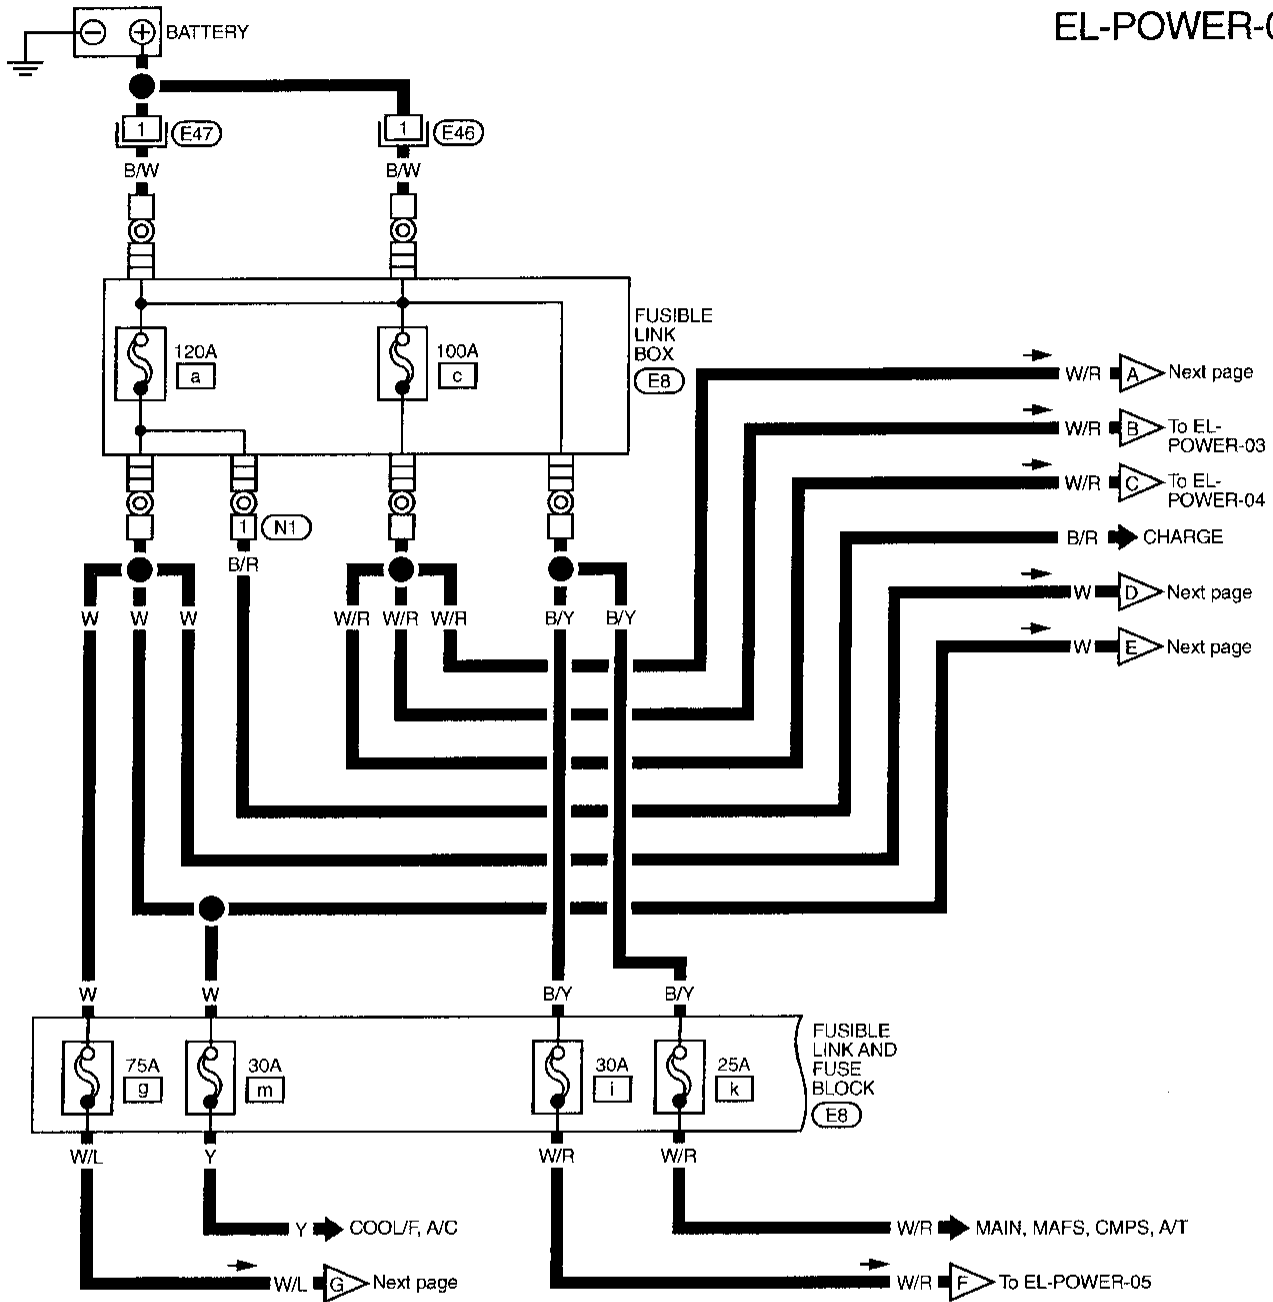 EL-POWER-0
BATTERY
1
E47
1
E46
B/W
B/W
FUSIBLE
LINK
BOX
E8
120A
a
100A
c
W/R
A
Next page
W/R
B
To EL-
POWER-03
W/R
C
To EL-
POWER-04
1
N1
B/R
CHARGE
B/R
W
D
Next page
W
W
W
W/R
W/R
W/R
B/Y
B/Y
W
E
Next page
W
W
B/Y
B/Y
75A
g
30A
m
30A
i
25A
k
FUSIBLE
LINK AND
FUSE
BLOCK
E8
W/L
Y
W/R
W/R
Y
COOL/F, A/C
W/R
MAIN, MAFS, CMPS, A/T
W/L
G
Next page
W/R
F
To EL-POWER-05